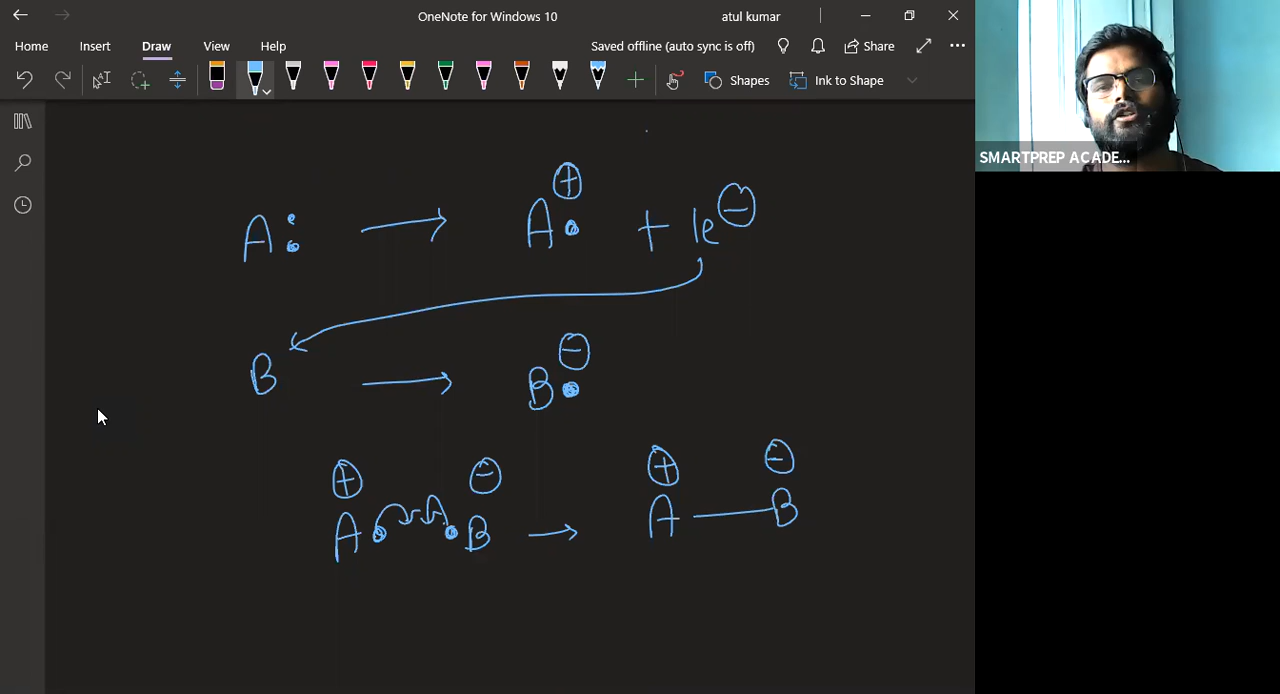 OneNote for Windows 10
atul kumar
Home Insert Draw View Help
Saved offline (auto sync is off)
Share
Shapes
Ink to Shape
SMARTPREP ACADE...
A: → A•⊕ + 1e⊖
B → B•⊖
A•⊕ •B⊖ → A⊕ — B⊖